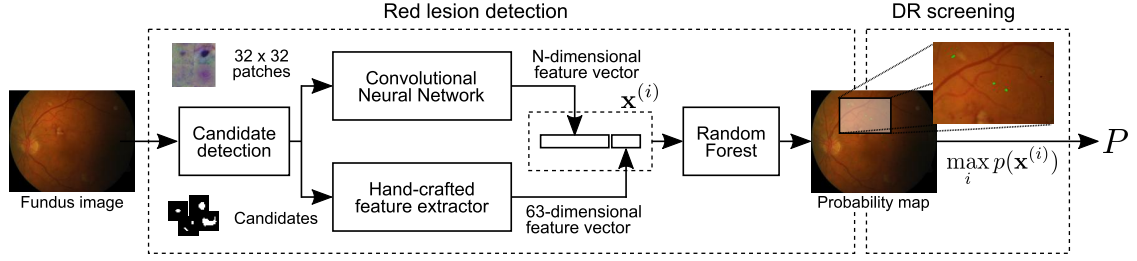 Red lesion detection
DR screening
32 x 32
patches
Convolutional
Neural Network
N-dimensional
feature vector
x^(i)
Candidate
detection
Random
Forest
P
max p(x^(i))
i
Hand-crafted
feature extractor
Fundus image
Candidates
63-dimensional
feature vector
Probability map